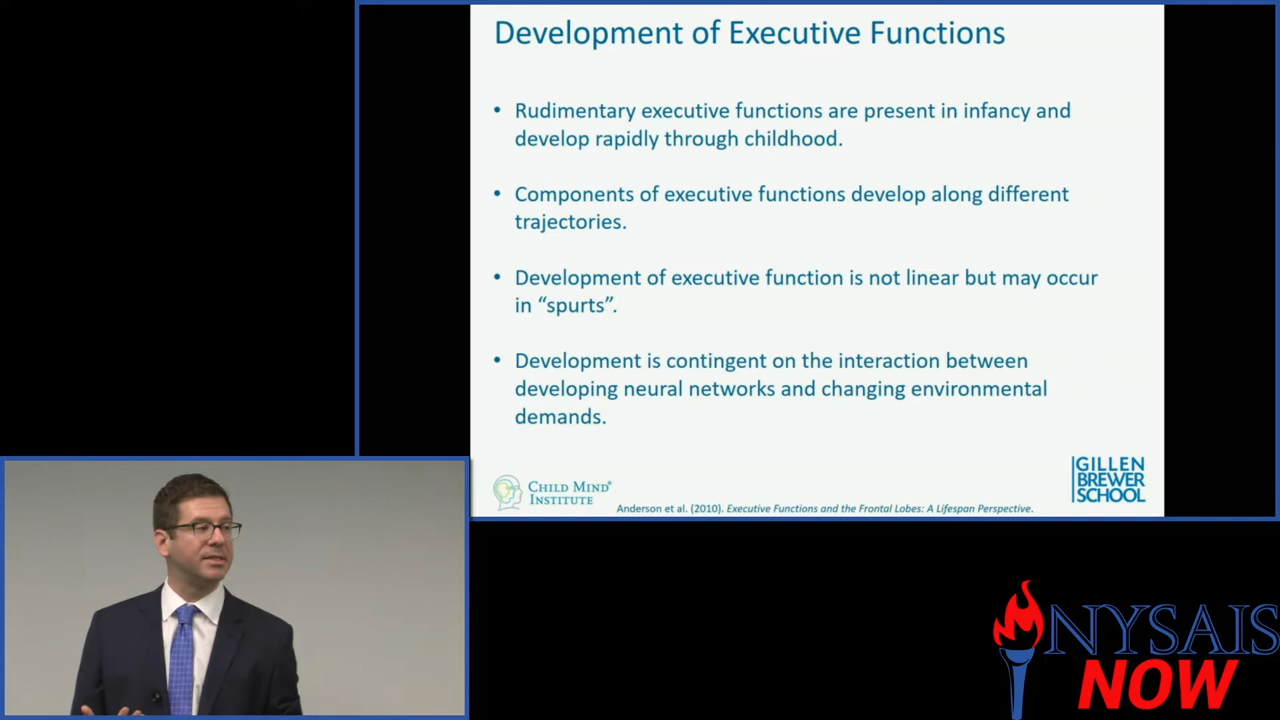 Development of Executive Functions
• Rudimentary executive functions are present in infancy and
develop rapidly through childhood.
• Components of executive functions develop along different
trajectories.
• Development of executive function is not linear but may occur
in “spurts”.
• Development is contingent on the interaction between
developing neural networks and changing environmental
demands.
CHILD MIND®
INSTITUTE
Anderson et al. (2010). Executive Functions and the Frontal Lobes: A Lifespan Perspective.
GILLEN
BREWER
SCHOOL
NYSAIS
NOW